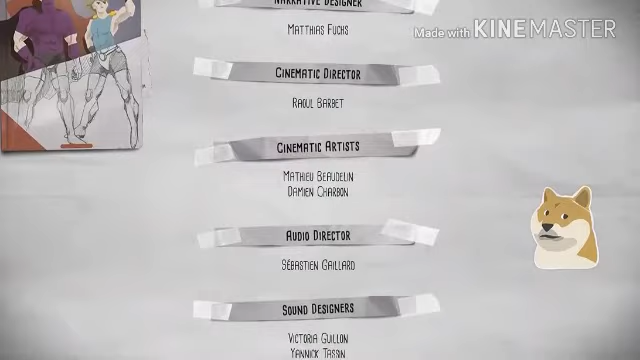 NARRATIVE DESIGNER
Made with KINEMASTER
MATTHIAS FUCHS
CINEMATIC DIRECTOR
RAOUL BARBET
CINEMATIC ARTISTS
MATHIEU BEAUDELIN
DAMIEN CHARBON
AUDIO DIRECTOR
SÉBASTIEN GAILLARD
SOUND DESIGNERS
VICTORIA GUILLON
YANNICK TASSIN